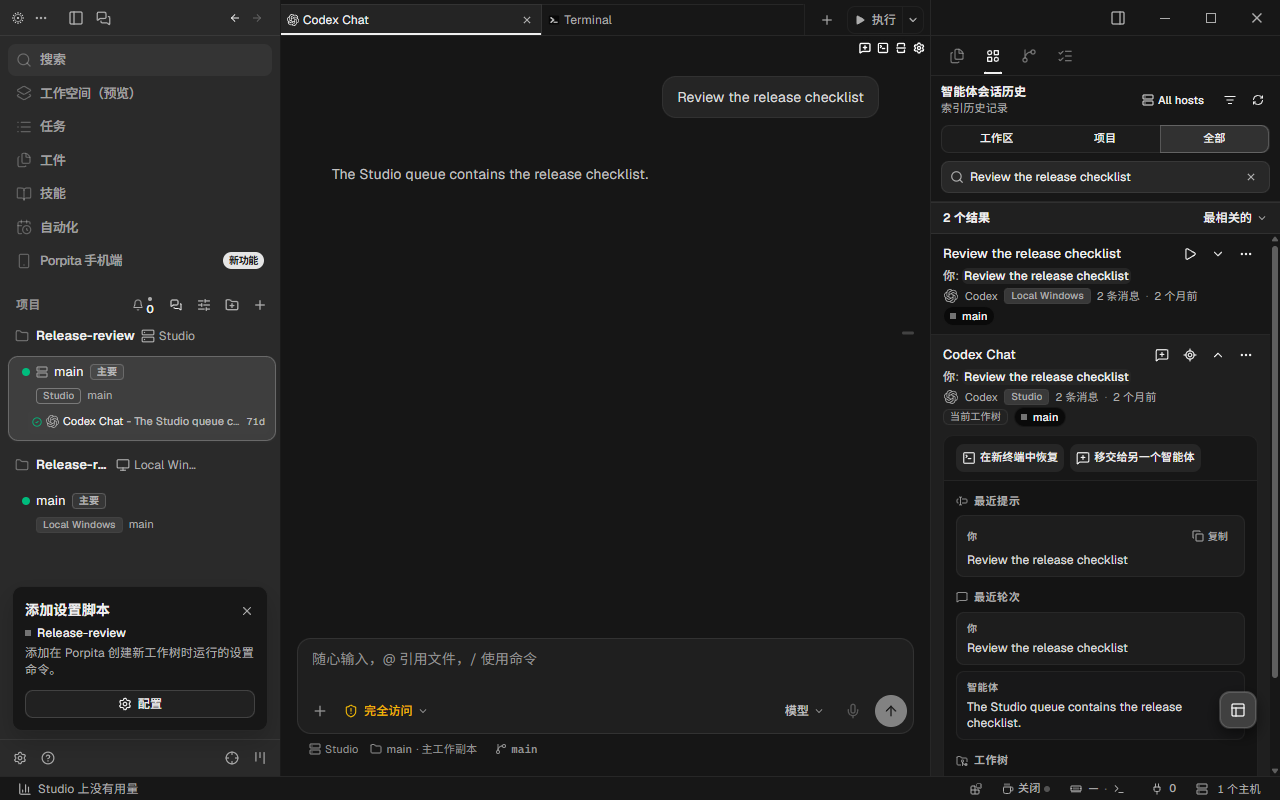 搜索
工作空间（预览）
任务
工件
技能
自动化
Porpita 手机端
新功能
项目
0
Release-review
Studio
main
主要
Studio
main
Codex Chat - The Studio queue c...
71d
Release-r...
Local Win...
main
主要
Local Windows
main
添加设置脚本
Release-review
添加在 Porpita 创建新工作树时运行的设置
命令。
配置
Studio 上没有用量
Codex Chat
Terminal
执行
Review the release checklist
The Studio queue contains the release checklist.
随心输入，@ 引用文件，/ 使用命令
完全访问
模型
Studio
main · 主工作副本
main
智能体会话历史
索引历史记录
All hosts
工作区
项目
全部
Review the release checklist
2 个结果
最相关的
Review the release checklist
你: Review the release checklist
Codex
Local Windows
2 条消息 · 2 个月前
main
Codex Chat
你: Review the release checklist
Codex
Studio
2 条消息 · 2 个月前
当前工作树
main
在新终端中恢复
移交给另一个智能体
最近提示
你
复制
Review the release checklist
最近轮次
你
Review the release checklist
智能体
The Studio queue contains the release
checklist.
工作树
关闭
0
1 个主机